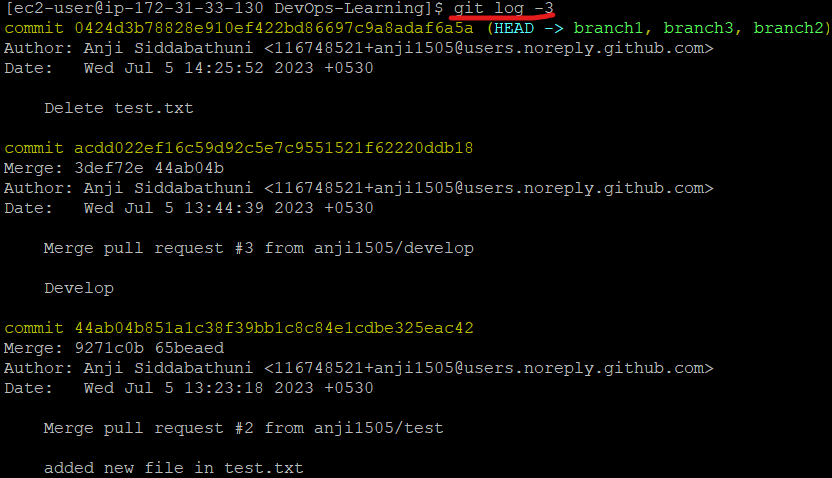 [ec2-user@ip-172-31-33-130 DevOps-Learning]$ git log -3
commit 0424d3b78828e910ef422bd86697c9a8adaf6a5a (HEAD -> branch1, branch3, branch2)
Author: Anji Siddabathuni <116748521+anji1505@users.noreply.github.com>
Date:   Wed Jul 5 14:25:52 2023 +0530
    Delete test.txt
commit acdd022ef16c59d92c5e7c9551521f62220ddb18
Merge: 3def72e 44ab04b
Author: Anji Siddabathuni <116748521+anji1505@users.noreply.github.com>
Date:   Wed Jul 5 13:44:39 2023 +0530
    Merge pull request #3 from anji1505/develop
    Develop
commit 44ab04b851a1c38f39bb1c8c84e1cdbe325eac42
Merge: 9271c0b 65beaed
Author: Anji Siddabathuni <116748521+anji1505@users.noreply.github.com>
Date:   Wed Jul 5 13:23:18 2023 +0530
    Merge pull request #2 from anji1505/test
    added new file in test.txt